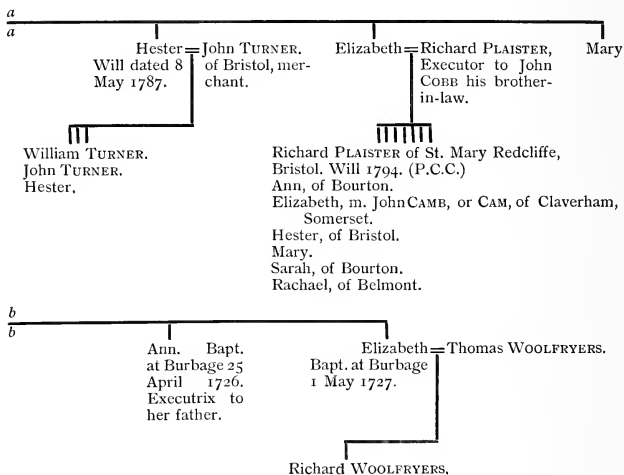 a
a
Hester = John TURNER.
Will dated 8 of Bristol, mer-
May 1787. chant.
Elizabeth = Richard PLAISTER,
Executor to John
COBB his brother-
in-law.
Mary
William TURNER.
John TURNER.
Hester.
Richard PLAISTER of St. Mary Redcliffe,
Bristol. Will 1794. (P.C.C.)
Ann, of Bourton.
Elizabeth, m. John CAMB, or CAM, of Claverham,
Somerset.
Hester, of Bristol.
Mary.
Sarah, of Bourton.
Rachael, of Belmont.
b
b
Ann. Bapt.
at Burbage 25
April 1726.
Executrix to
her father.
Elizabeth = Thomas WOOLFRYERS.
Bapt. at Burbage
1 May 1727.
Richard WOOLFRYERS,